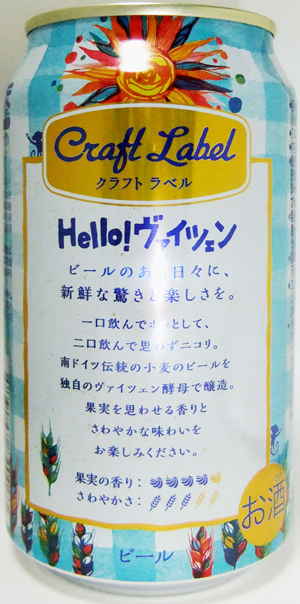 Craft Label
クラフト ラベル
Hello!ヴァイツェン
ビールのある日々に、
新鮮な驚きと楽しさを。
一口飲んでホッとして、
二口飲んで思わずニコリ。
南ドイツ伝統の小麦のビールを
独自のヴァイツェン酵母で醸造。
果実を思わせる香りと
さわやかな味わいを
お楽しみください。
果実の香り:
さわやかさ:
お酒
ビール